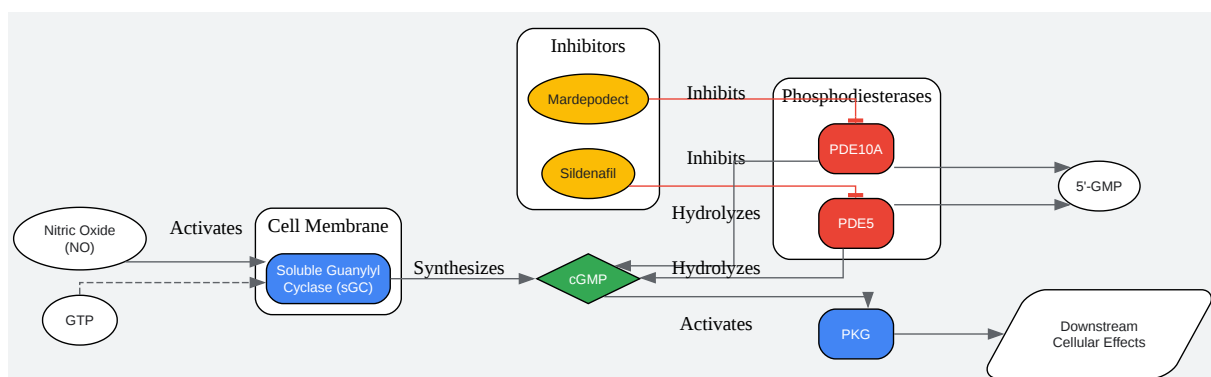 Inhibitors
Mardepodect
Inhibits
Phosphodiesterases
PDE10A
Inhibits
Sildenafil
5'-GMP
Hydrolyzes
PDE5
Nitric Oxide
(NO)
Activates
Cell Membrane
Soluble Guanylyl
Cyclase (sGC)
Synthesizes
cGMP
Hydrolyzes
GTP
Activates
PKG
Downstream
Cellular Effects